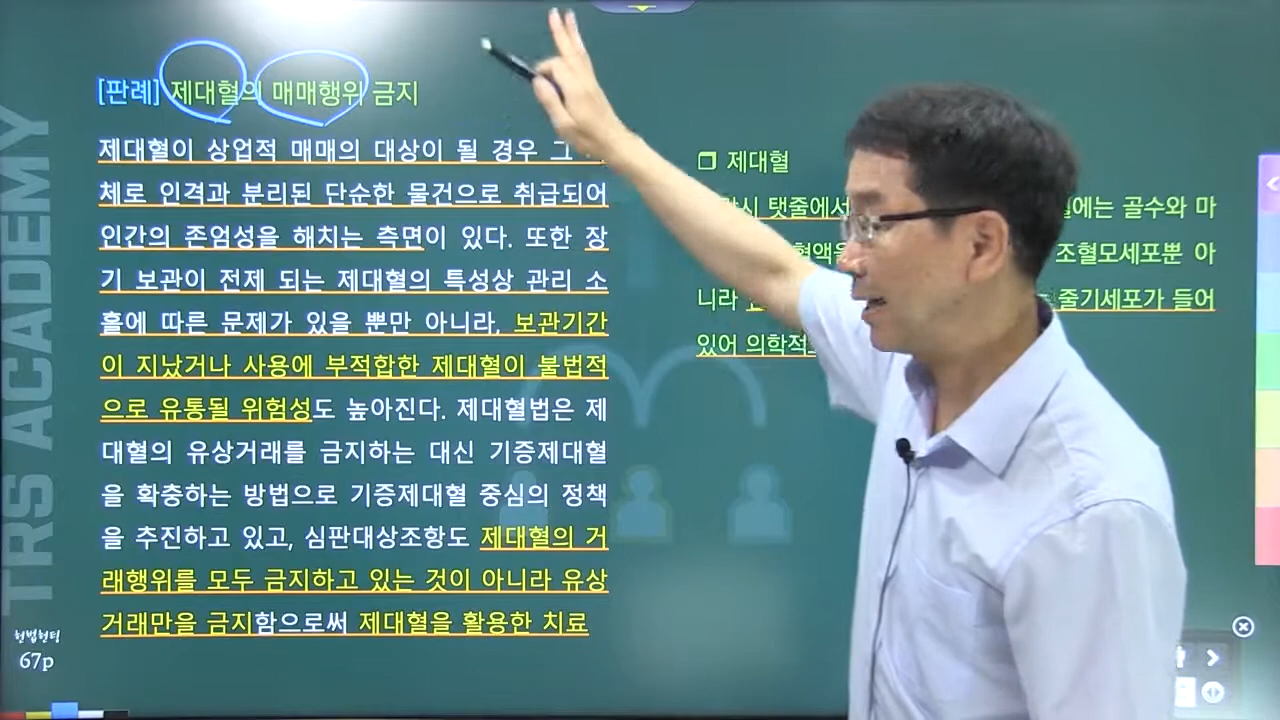 [판례] 제대혈의 매매행위 금지
제대혈이 상업적 매매의 대상이 될 경우 그
체로 인격과 분리된 단순한 물건으로 취급되어
인간의 존엄성을 해치는 측면이 있다. 또한 장
기 보관이 전제 되는 제대혈의 특성상 관리 소
홀에 따른 문제가 있을 뿐만 아니라, 보관기간
이 지났거나 사용에 부적합한 제대혈이 불법적
으로 유통될 위험성도 높아진다. 제대혈법은 제
대혈의 유상거래를 금지하는 대신 기증제대혈
을 확충하는 방법으로 기증제대혈 중심의 정책
을 추진하고 있고, 심판대상조항도 제대혈의 거
래행위를 모두 금지하고 있는 것이 아니라 유상
거래만을 금지함으로써 제대혈을 활용한 치료
❐ 제대혈
탯줄에서 골수와 마
조혈모세포뿐 아
니라 줄기세포가 들어
있어 의학적
TRS ACADEMY
헌법헌팅
67p